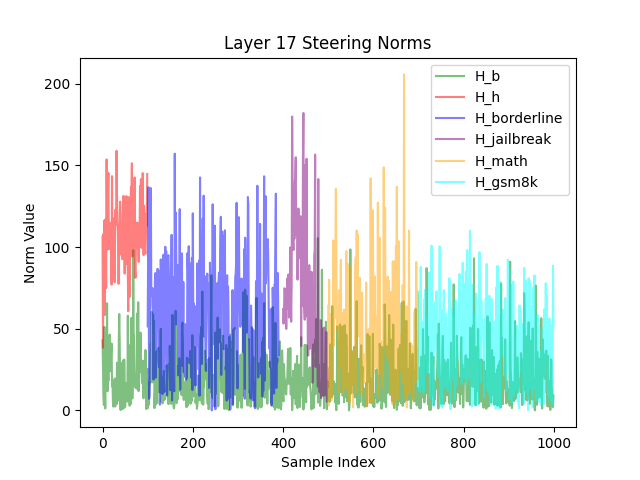 Layer 17 Steering Norms
H_b
H_h
H_borderline
H_jailbreak
H_math
H_gsm8k
Norm Value
200
150
100
50
0
0
200
400
600
800
1000
Sample Index